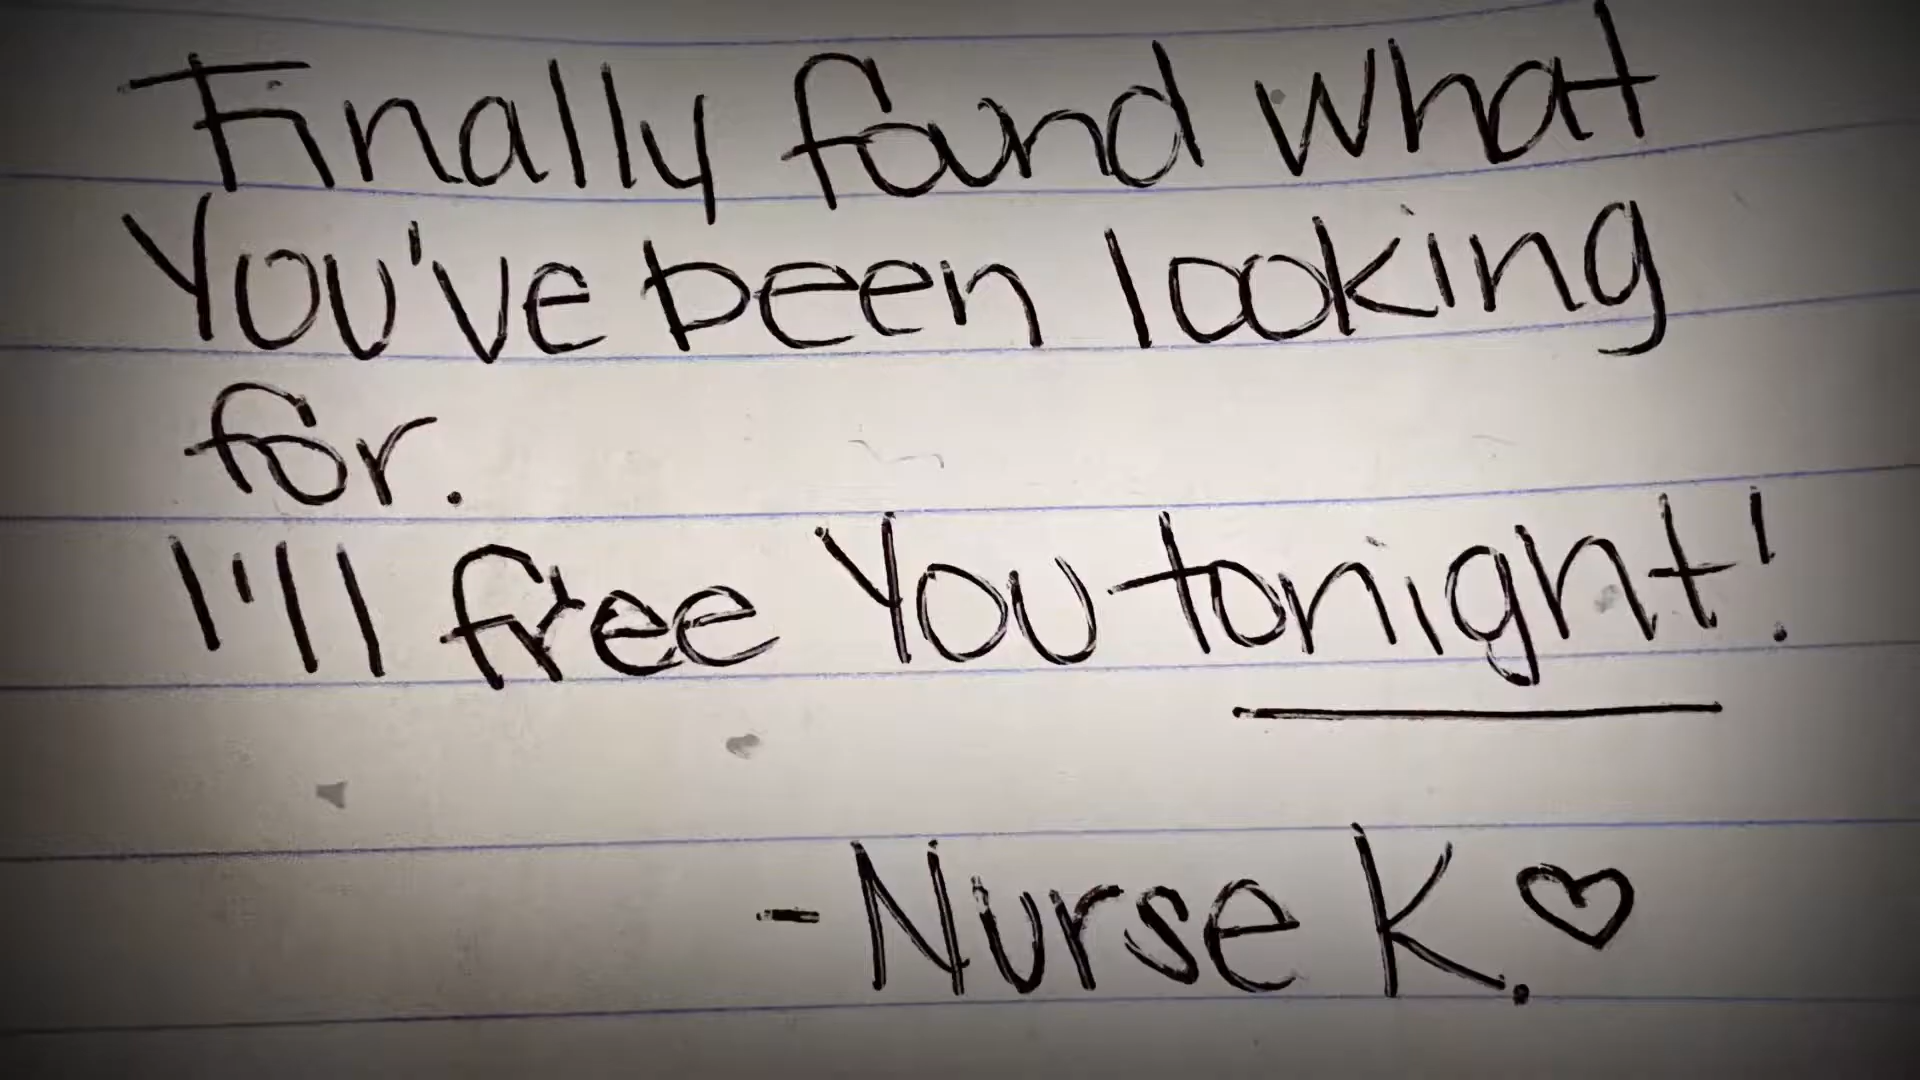 Finally found what
You've been looking
for.
I'll free You tonight!
-Nurse K. ♡